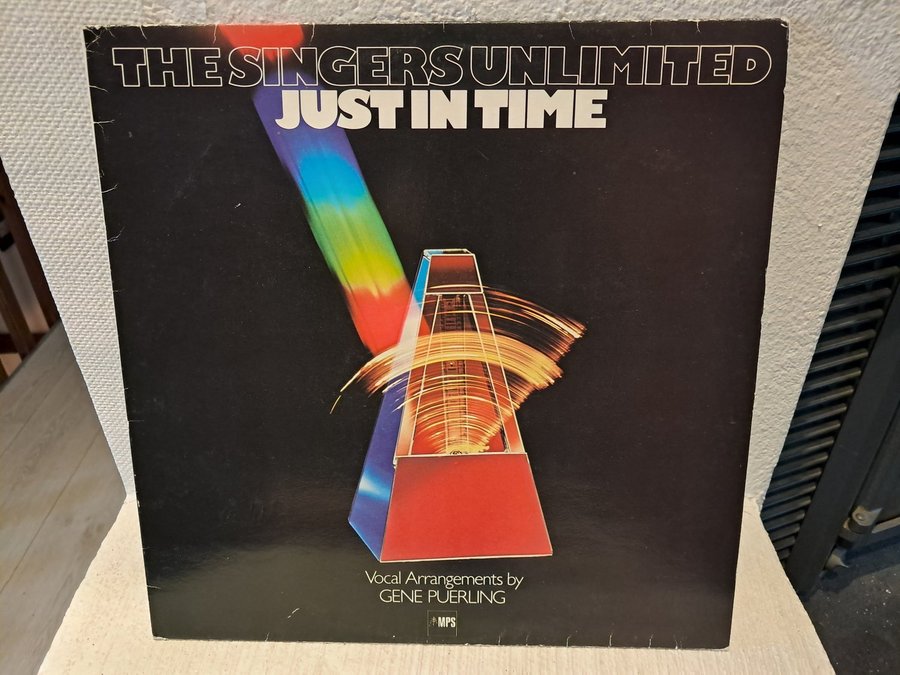 THE SINGERS UNLIMITED
JUST IN TIME
Vocal Arrangements by
GENE PUERLING
MPS